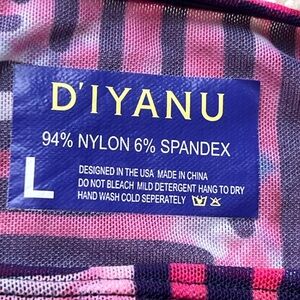 D'IYANU
94% NYLON 6% SPANDEX
L
DESIGNED IN THE USA MADE IN CHINA
DO NOT BLEACH MILD DETERGENT HANG TO DRY
HAND WASH COLD SEPERATELY